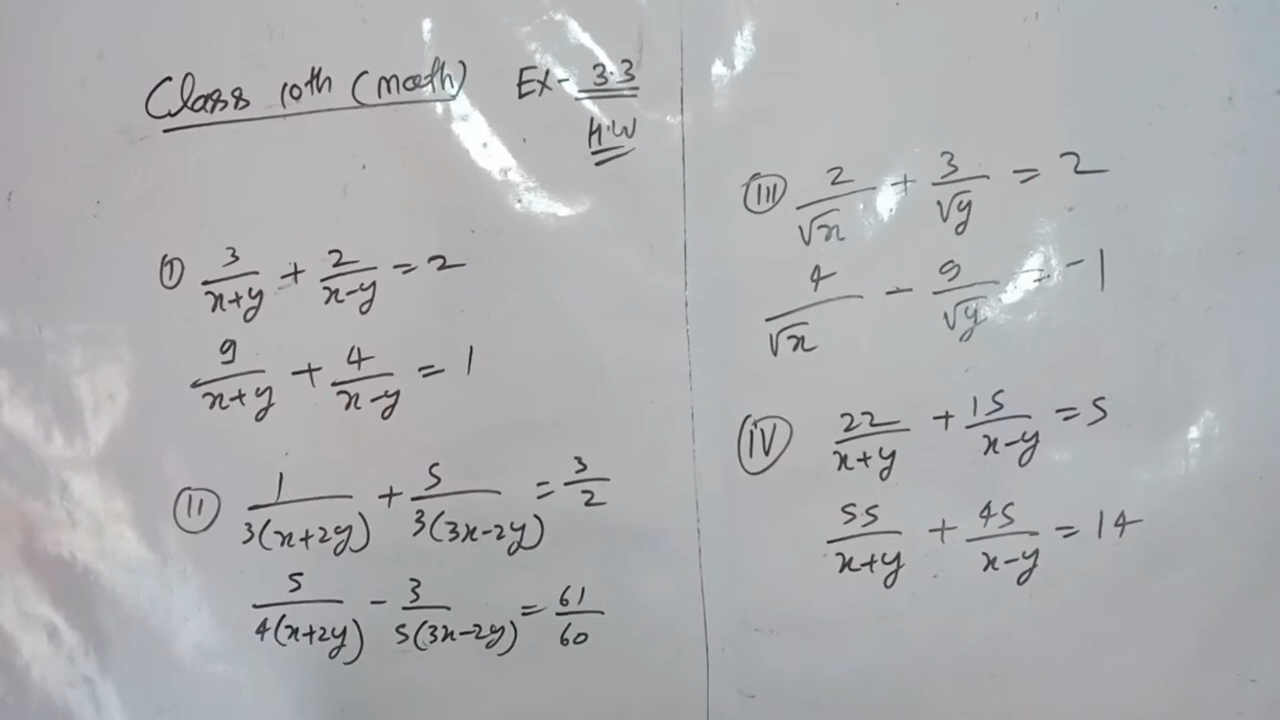 Class 10th (math) Ex- 3.3
H.W
(I) 3/(x+y) + 2/(x-y) = 2
9/(x+y) + 4/(x-y) = 1
(II) 1/3(x+2y) + 5/3(3x-2y) = 3/2
5/4(x+2y) - 3/5(3x-2y) = 61/60
(III) 2/√x + 3/√y = 2
4/√x - 9/√y = -1
(IV) 22/(x+y) + 15/(x-y) = 5
55/(x+y) + 45/(x-y) = 14